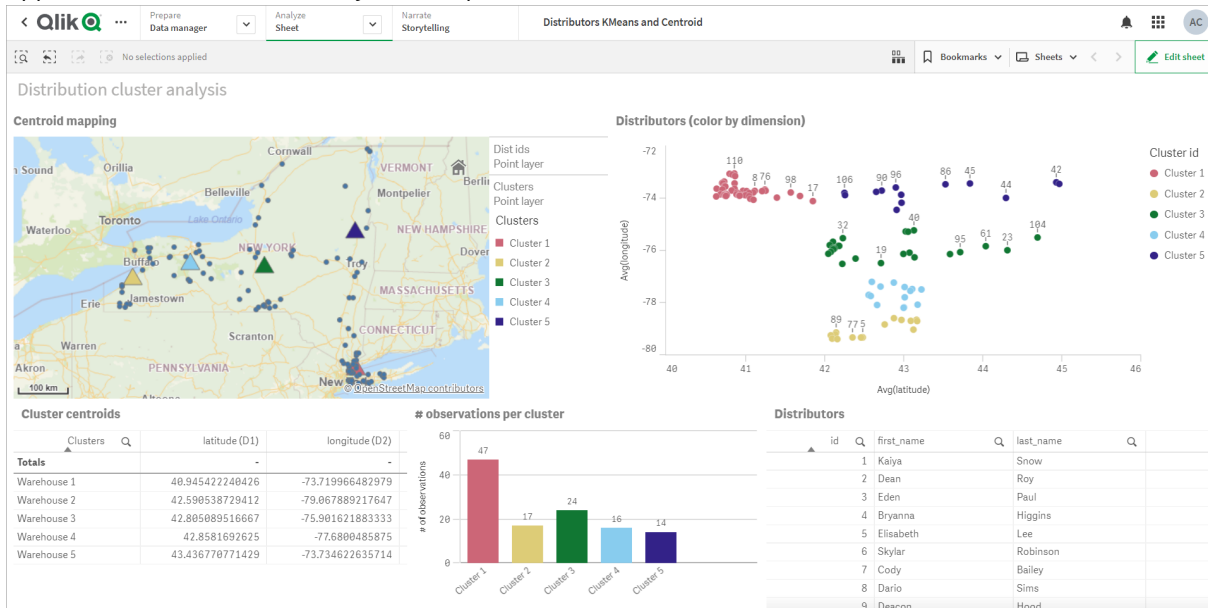 Qlik
...
Prepare
Data manager
Analyze
Sheet
Narrate
Storytelling
Distributors KMeans and Centroid
AC
No selections applied
Bookmarks
Sheets
Edit sheet
Distribution cluster analysis
Centroid mapping
n Sound
Orillia
Cornwall
VERMONT
Berlin
Belleville
Montpelier
Toronto
Lake Ontario
Waterloo
NEW HAMPSHIRE
NEW YORK
Dover
Buffalo
Troy
MASSACHUSETTS
Erie
Jamestown
CONNECTICUT
Scranton
a
Warren
Akron
PENNSYLVANIA
New
100 km
Altoona
© OpenStreetMap contributors
Dist ids
Point layer
Clusters
Point layer
Clusters
Cluster 1
Cluster 2
Cluster 3
Cluster 4
Cluster 5
Distributors (color by dimension)
Avg(longitude)
-72
-74
-76
-78
-80
110
8
76
98
17
106
90
96
86
45
44
42
32
40
19
95
61
23
104
89
77
5
40
41
42
43
44
45
46
Avg(latitude)
Cluster id
Cluster 1
Cluster 2
Cluster 3
Cluster 4
Cluster 5
Cluster centroids
Clusters latitude (D1) longitude (D2)
Totals - -
Warehouse 1 40.945422240426 -73.719966482979
Warehouse 2 42.590538729412 -79.067889217647
Warehouse 3 42.805089516667 -75.901621883333
Warehouse 4 42.8581692625 -77.6800485875
Warehouse 5 43.436770771429 -73.734622635714
# observations per cluster
# of observations
60
40
20
0
47
17
24
16
14
Cluster 1
Cluster 2
Cluster 3
Cluster 4
Cluster 5
Distributors
id first_name last_name
1 Kaiya Snow
2 Dean Roy
3 Eden Paul
4 Bryanna Higgins
5 Elisabeth Lee
6 Skylar Robinson
7 Cody Bailey
8 Dario Sims
9 Deacon Hood